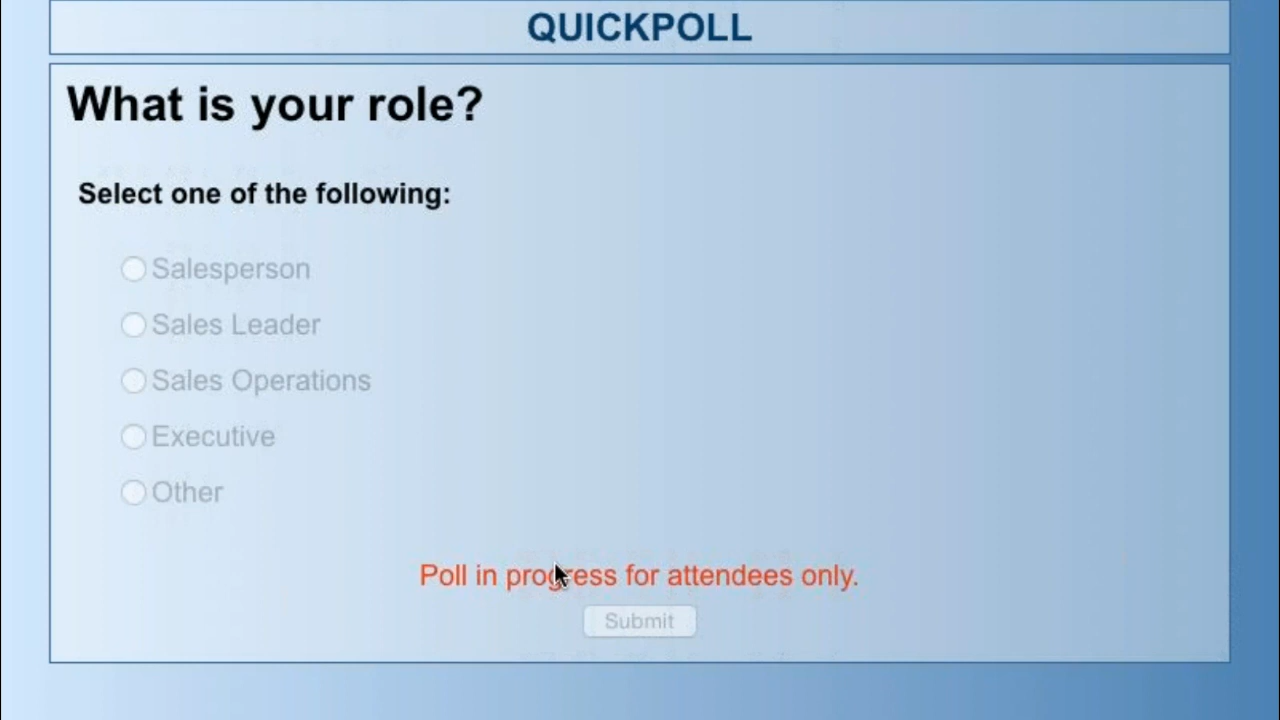 QUICKPOLL
What is your role?
Select one of the following:
Salesperson
Sales Leader
Sales Operations
Executive
Other
Poll in progress for attendees only.
Submit